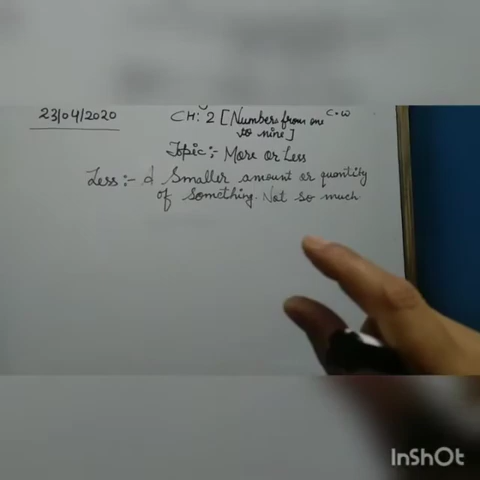 23/04/2020
CH: 2 [Numbers from one to nine] C.W
Topic:- More or Less
Less:- A Smaller amount or quantity
of something. Not so much
InShOt